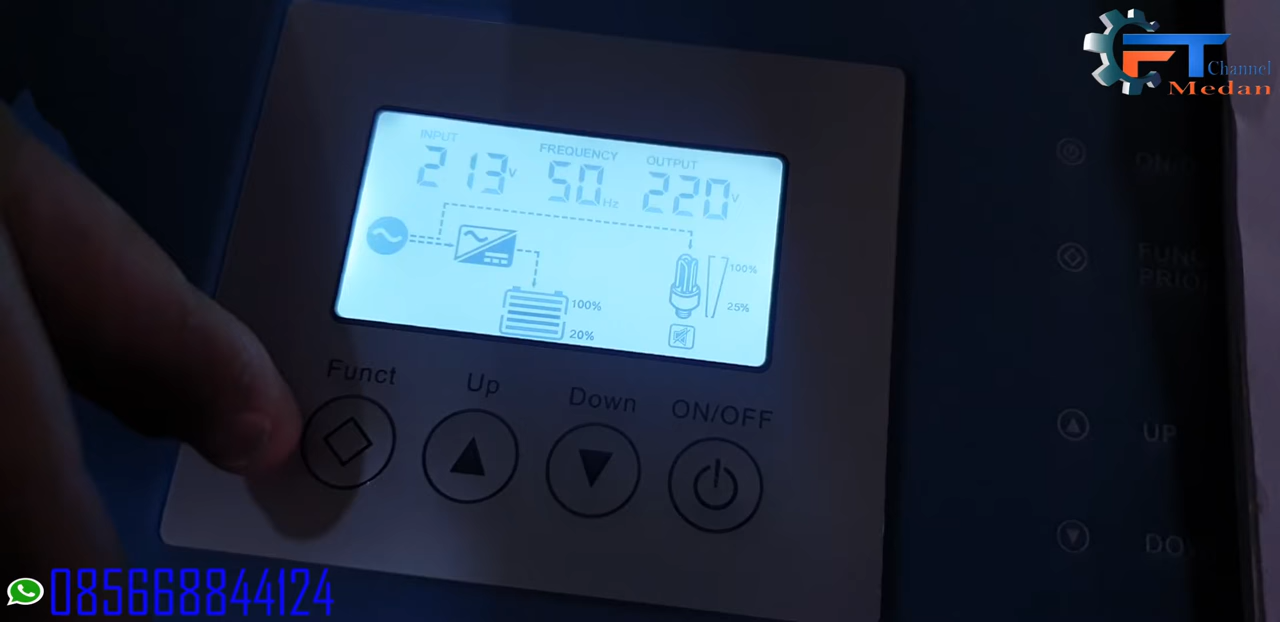 FT
Channel
Medan
INPUT FREQUENCY OUTPUT
213V 50Hz 220V
100%
25%
100%
20%
Funct Up Down ON/OFF
UP
085668844124